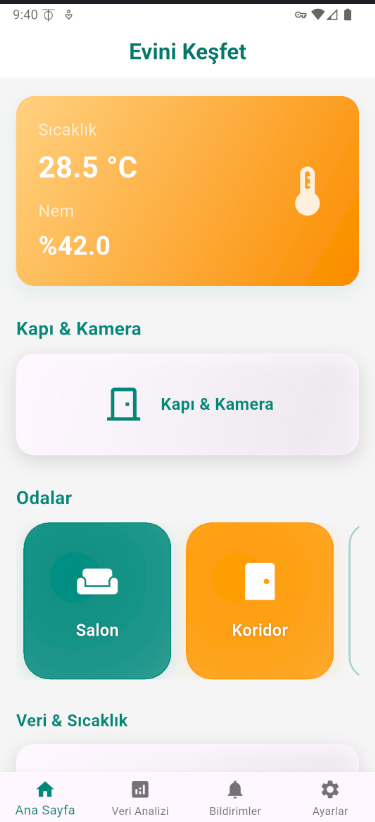 9:40
Evini Keşfet
Sıcaklık
28.5 °C
Nem
%42.0
Kapı & Kamera
Kapı & Kamera
Odalar
Salon
Koridor
Veri & Sıcaklık
Ana Sayfa
Veri Analizi
Bildirimler
Ayarlar